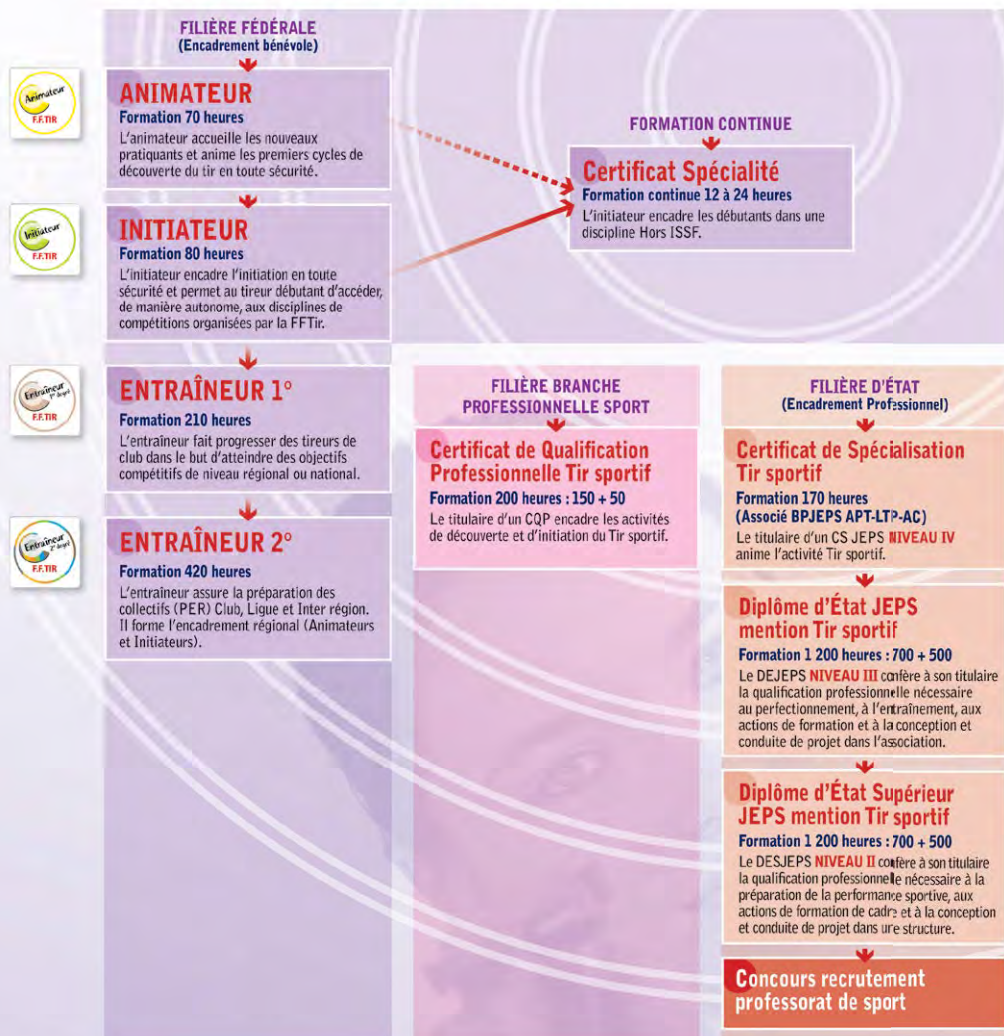 FILIÈRE FÉDÉRALE
(Encadrement bénévole)
Animateur
F.F.TIR
ANIMATEUR
Formation 70 heures
L'animateur accueille les nouveaux
pratiquants et anime les premiers cycles de
découverte du tir en toute sécurité.
Initiateur
F.F.TIR
INITIATEUR
Formation 80 heures
L'initiateur encadre l'initiation en toute
sécurité et permet au tireur débutant d'accéder,
de manière autonome, aux disciplines de
compétitions organisées par la FFTir.
Entraîneur
1er degré
F.F.TIR
ENTRAÎNEUR 1°
Formation 210 heures
L'entraîneur fait progresser des tireurs de
club dans le but d'atteindre des objectifs
compétitifs de niveau régional ou national.
Entraîneur
2e degré
F.F.TIR
ENTRAÎNEUR 2°
Formation 420 heures
L'entraîneur assure la préparation des
collectifs (PER) Club, Ligue et Inter région.
Il forme l'encadrement régional (Animateurs
et Initiateurs).
FORMATION CONTINUE
Certificat Spécialité
Formation continue 12 à 24 heures
L'initiateur encadre les débutants dans une
discipline Hors ISSF.
FILIÈRE BRANCHE
PROFESSIONNELLE SPORT
Certificat de Qualification
Professionnelle Tir sportif
Formation 200 heures : 150 + 50
Le titulaire d'un CQP encadre les activités
de découverte et d'initiation du Tir sportif.
FILIÈRE D'ÉTAT
(Encadrement Professionnel)
Certificat de Spécialisation
Tir sportif
Formation 170 heures
(Associé BPJEPS APT-LTP-AC)
Le titulaire d'un CS JEPS NIVEAU IV
anime l'activité Tir sportif.
Diplôme d'État JEPS
mention Tir sportif
Formation 1 200 heures : 700 + 500
Le DEJEPS NIVEAU III confère à son titulaire
la qualification professionnelle nécessaire
au perfectionnement, à l'entraînement, aux
actions de formation et à la conception et
conduite de projet dans l'association.
Diplôme d'État Supérieur
JEPS mention Tir sportif
Formation 1 200 heures : 700 + 500
Le DESJEPS NIVEAU II confère à son titulaire
la qualification professionnelle nécessaire à la
préparation de la performance sportive, aux
actions de formation de cadre et à la conception
et conduite de projet dans une structure.
Concours recrutement
professorat de sport